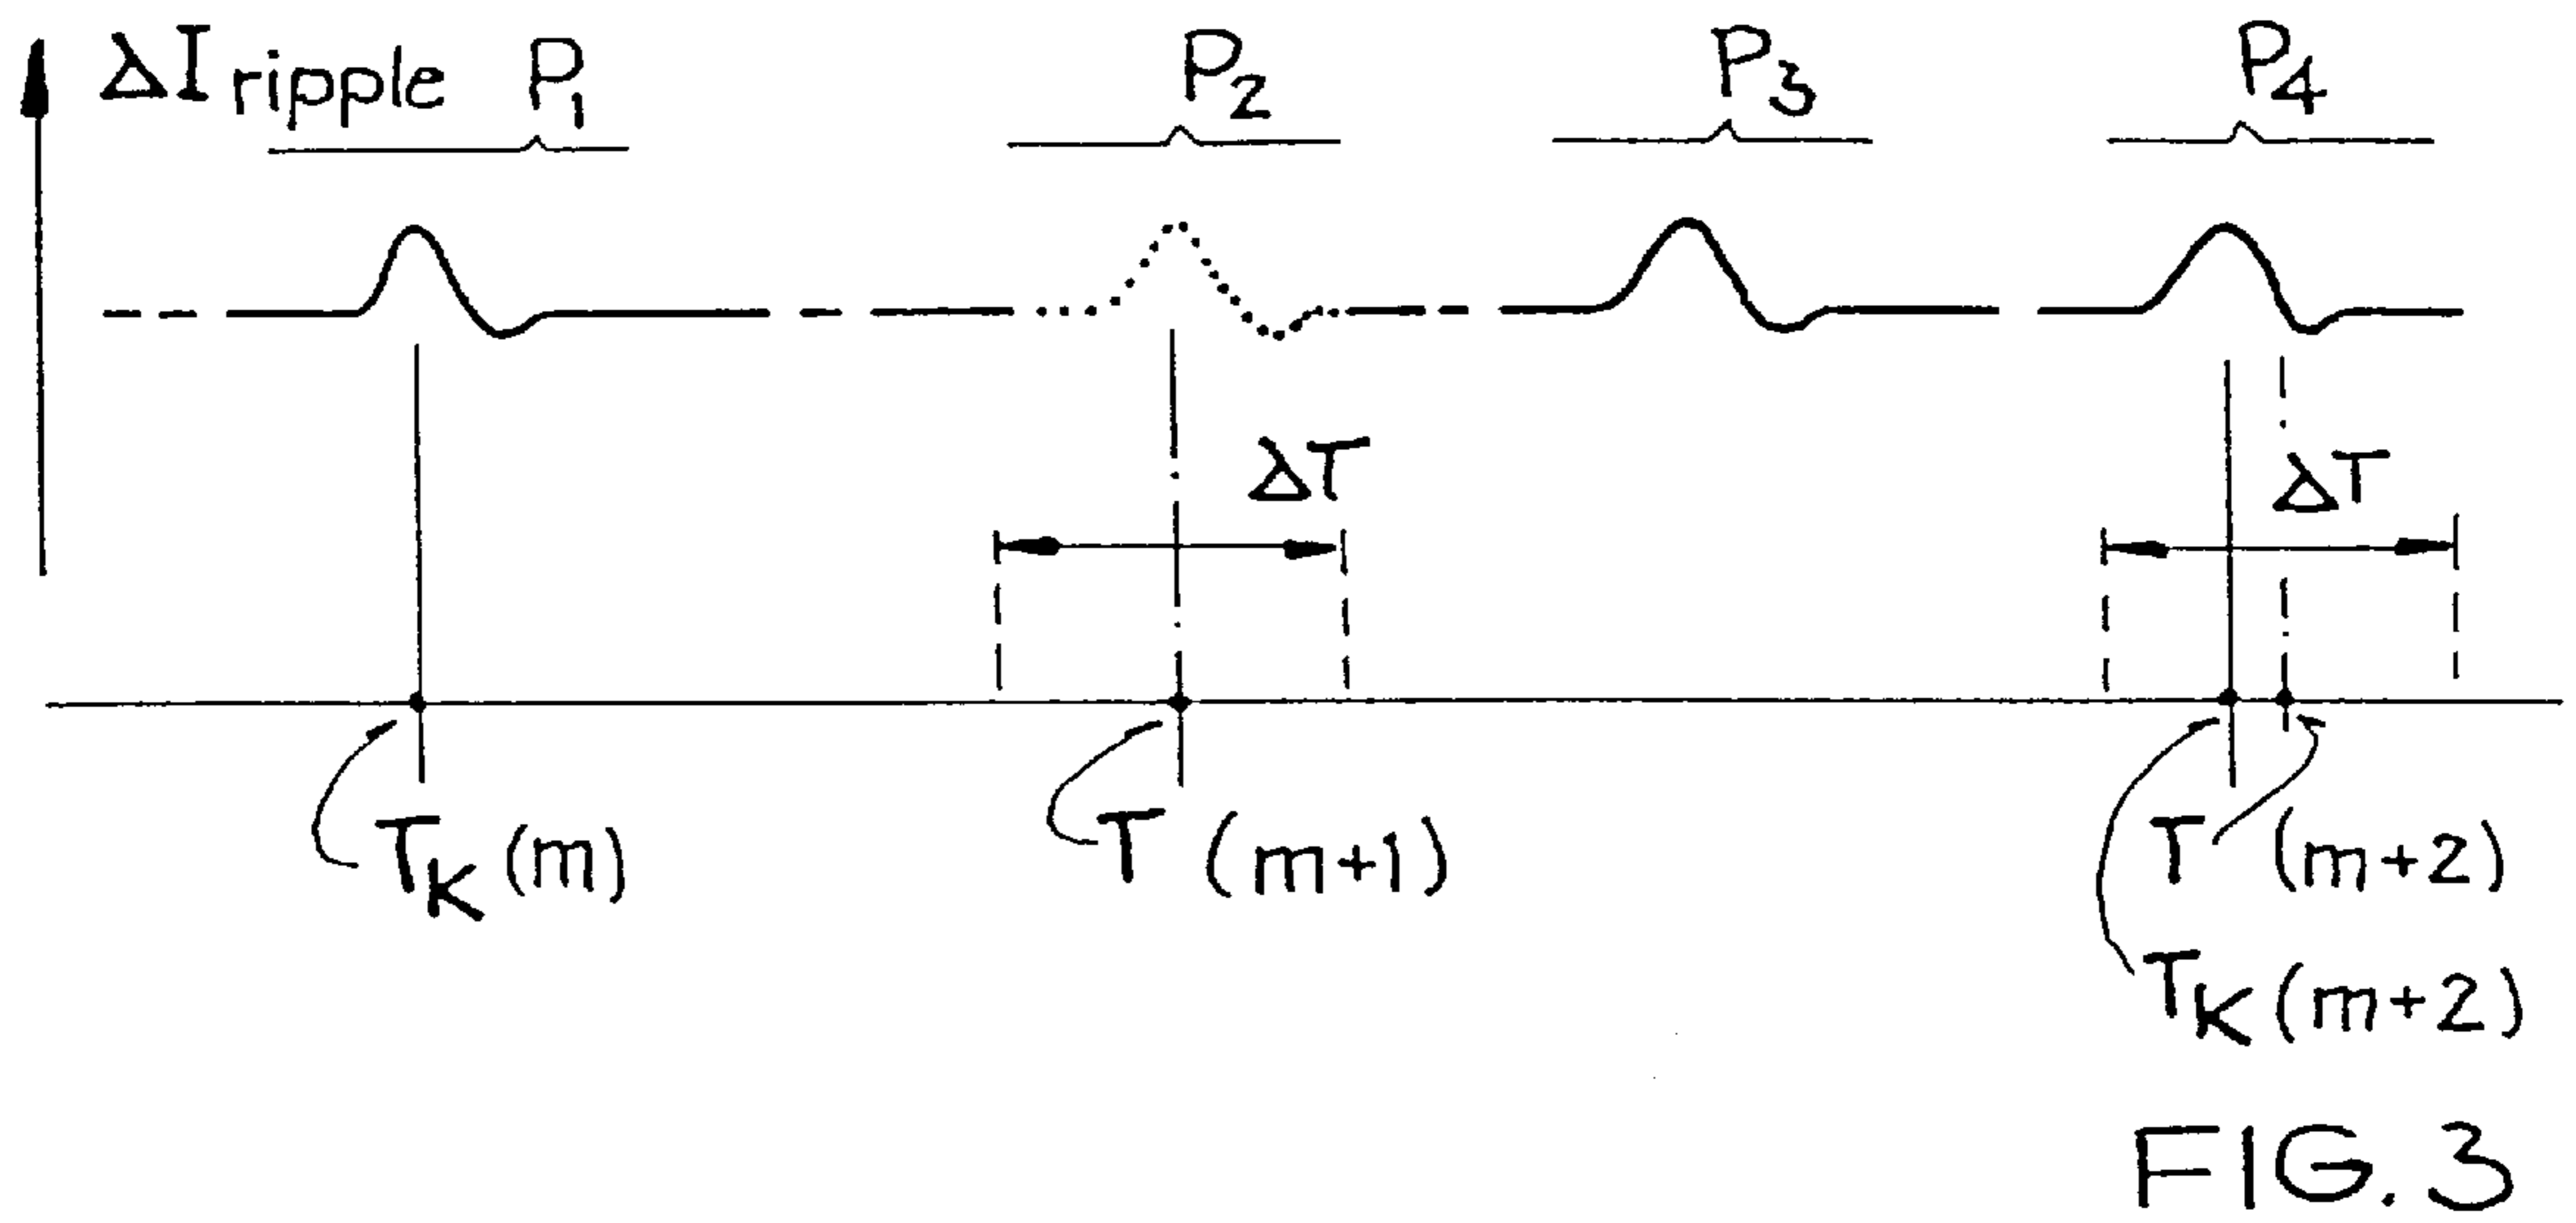 ΔI ripple P1 P2 P3 P4
ΔT ΔT
TK (m) T (m+1) T (m+2)
TK (m+2)
FIG. 3